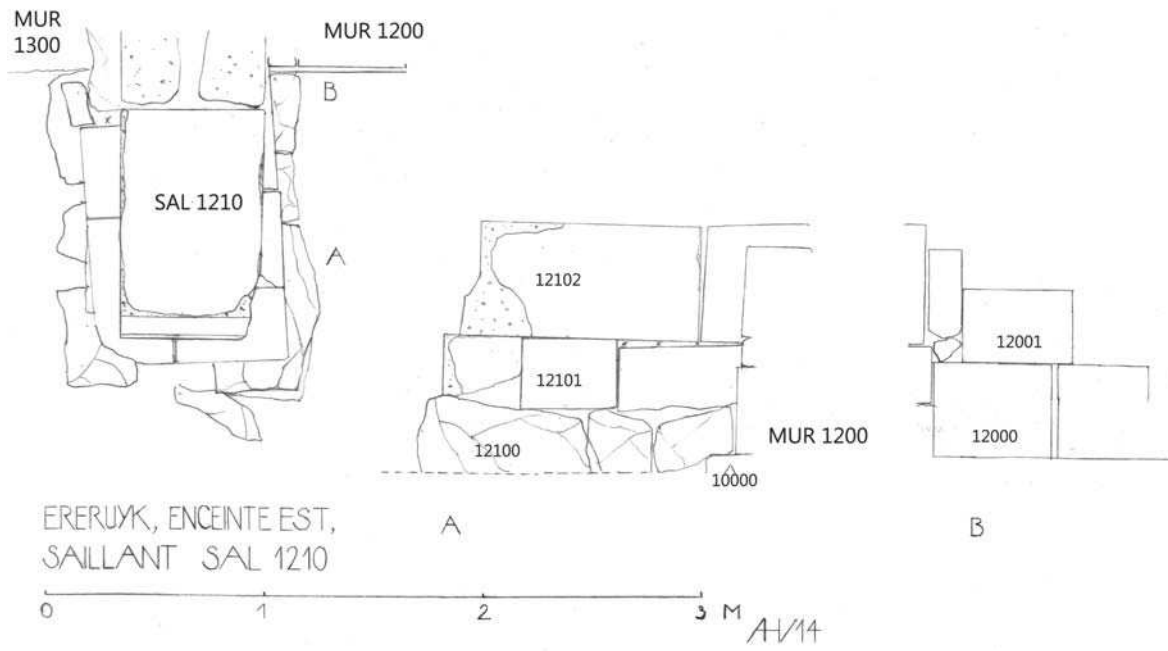 MUR
1300
MUR 1200
B
SAL 1210
A
12102
12101
12100
MUR 1200
10000
12001
12000
ERERUYK, ENCEINTE EST,
SAILLANT SAL 1210
A
B
0 1 2 3 M
AH/14